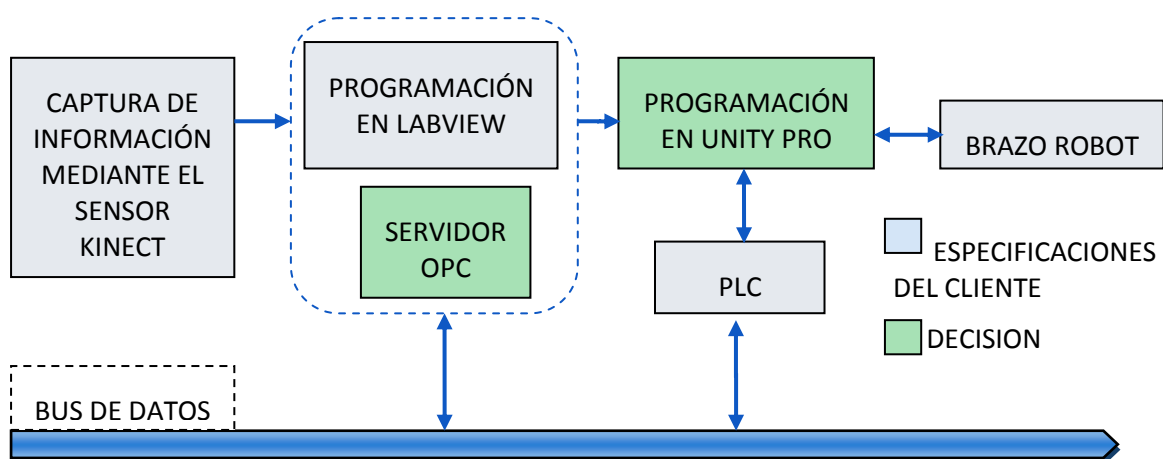 CAPTURA DE
INFORMACIÓN
MEDIANTE EL
SENSOR
KINECT
PROGRAMACIÓN
EN LABVIEW
SERVIDOR
OPC
PROGRAMACIÓN
EN UNITY PRO
PLC
BRAZO ROBOT
ESPECIFICACIONES
DEL CLIENTE
DECISION
BUS DE DATOS